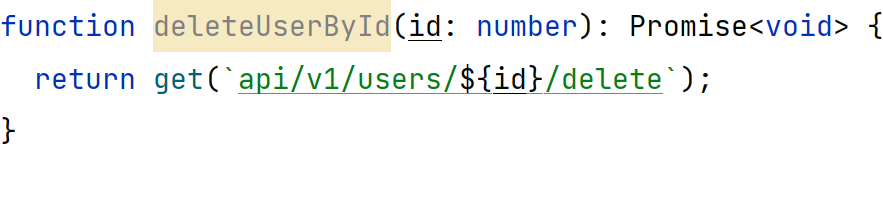 function deleteUserById(id: number): Promise<void> {
  return get(`api/v1/users/${id}/delete`);
}